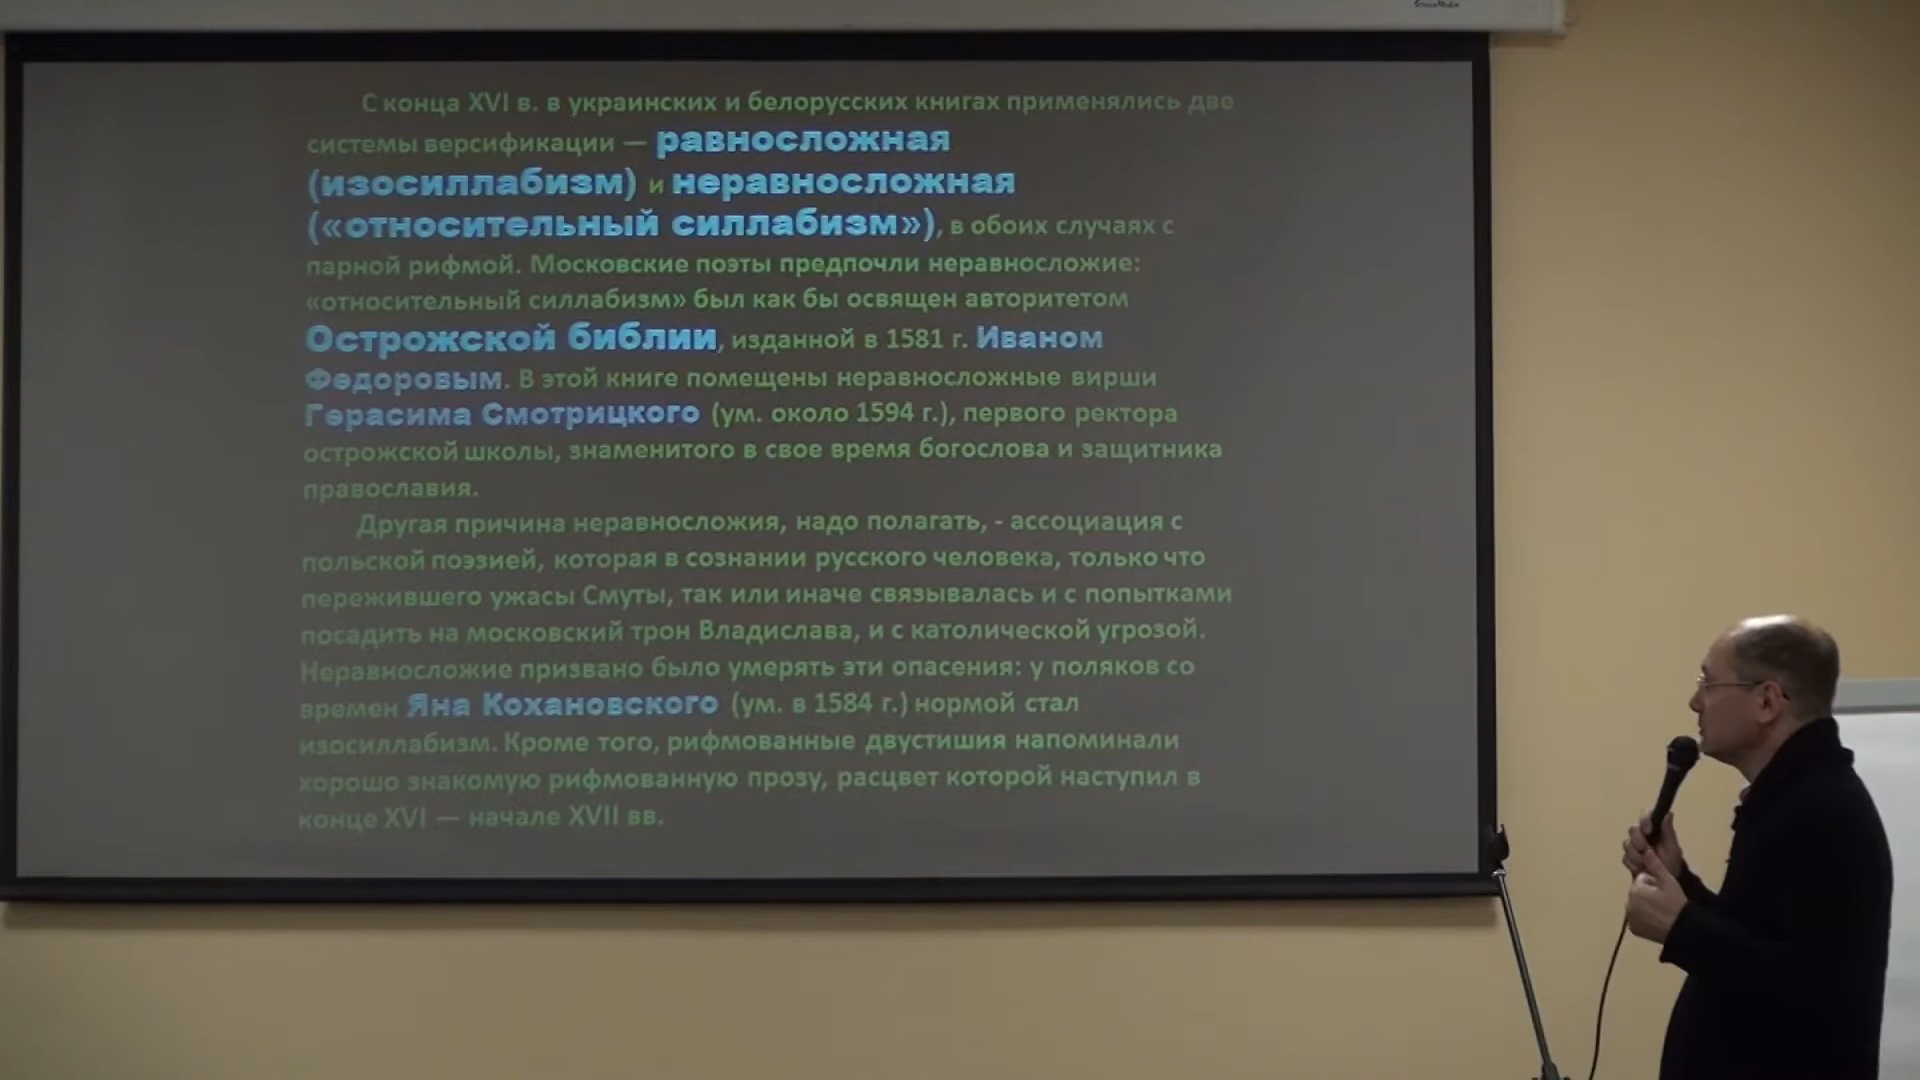 С конца XVI в. в украинских и белорусских книгах применялись две
системы версификации — равносложная
(изосиллабизм) и неравносложная
(«относительный силлабизм»), в обоих случаях с
парной рифмой. Московские поэты предпочли неравносложие:
«относительный силлабизм» был как бы освящен авторитетом
Острожской библии, изданной в 1581 г. Иваном
Федоровым. В этой книге помещены неравносложные вирши
Герасима Смотрицкого (ум. около 1594 г.), первого ректора
острожской школы, знаменитого в свое время богослова и защитника
православия.
Другая причина неравносложия, надо полагать, - ассоциация с
польской поэзией, которая в сознании русского человека, только что
пережившего ужасы Смуты, так или иначе связывалась и с попытками
посадить на московский трон Владислава, и с католической угрозой.
Неравносложие призвано было умерять эти опасения: у поляков со
времен Яна Кохановского (ум. в 1584 г.) нормой стал
изосиллабизм. Кроме того, рифмованные двустишия напоминали
хорошо знакомую рифмованную прозу, расцвет которой наступил в
конце XVI — начале XVII вв.